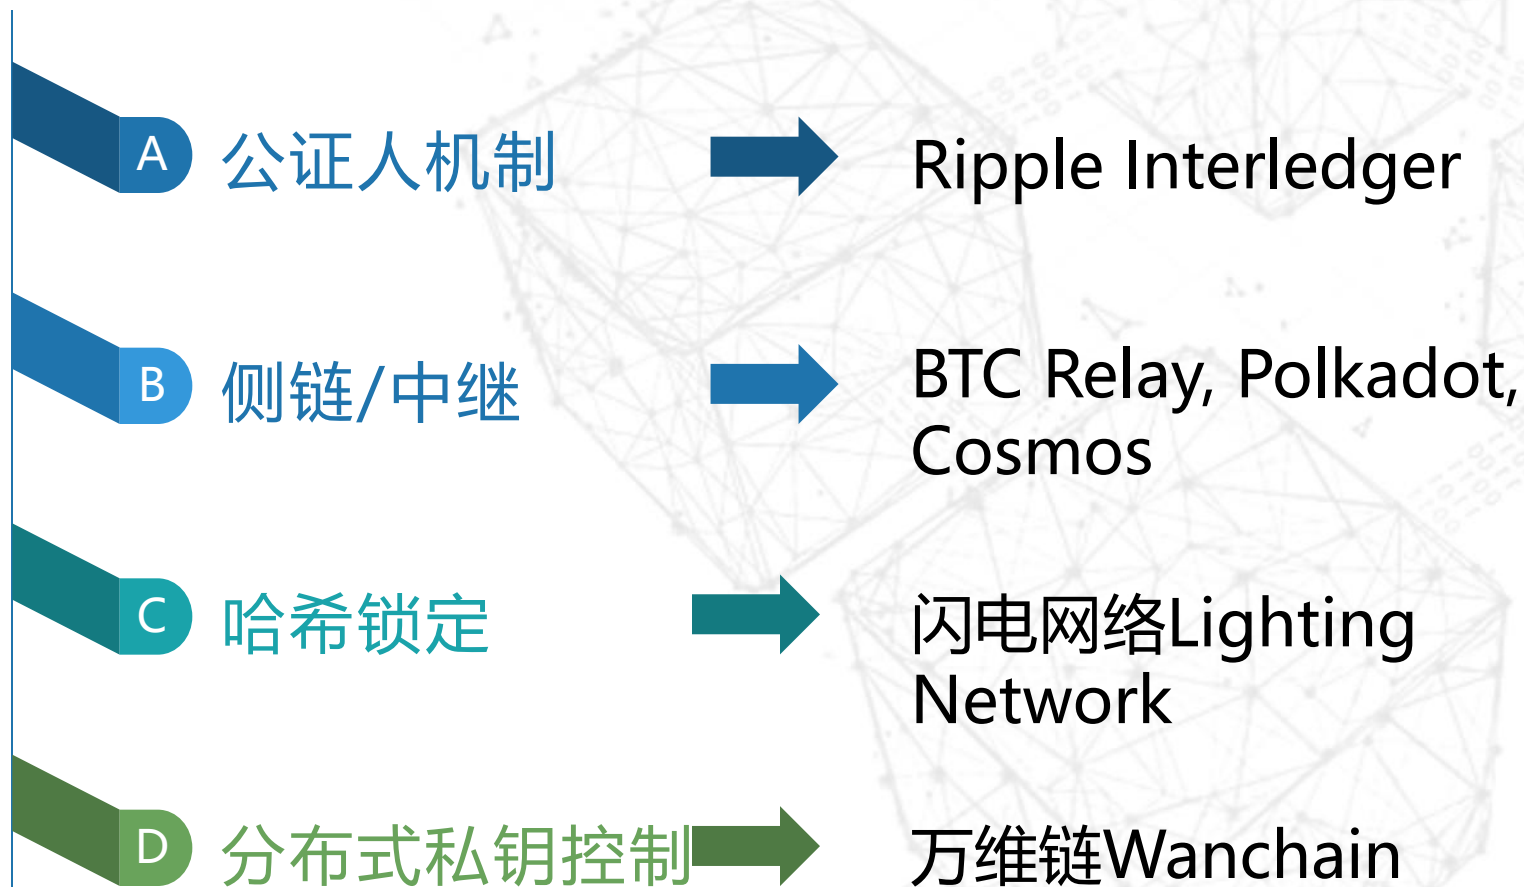 A 公证人机制 Ripple Interledger
B 侧链/中继 BTC Relay, Polkadot,
Cosmos
C 哈希锁定 闪电网络Lighting
Network
D 分布式私钥控制 万维链Wanchain